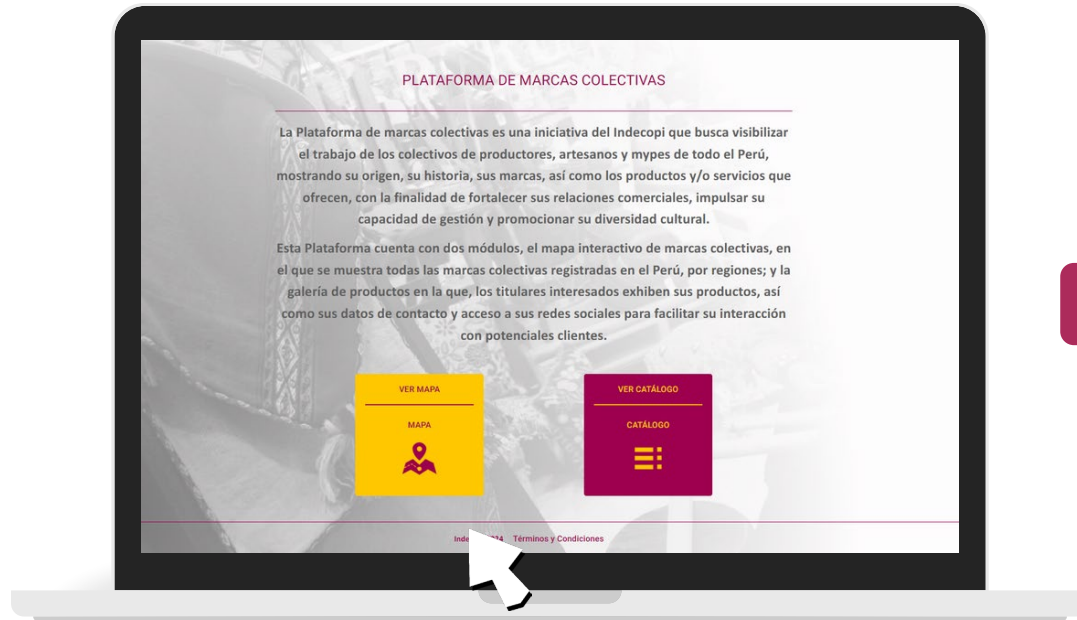 PLATAFORMA DE MARCAS COLECTIVAS
La Plataforma de marcas colectivas es una iniciativa del Indecopi que busca visibilizar
el trabajo de los colectivos de productores, artesanos y mypes de todo el Perú,
mostrando su origen, su historia, sus marcas, así como los productos y/o servicios que
ofrecen, con la finalidad de fortalecer sus relaciones comerciales, impulsar su
capacidad de gestión y promocionar su diversidad cultural.
Esta Plataforma cuenta con dos módulos, el mapa interactivo de marcas colectivas, en
el que se muestra todas las marcas colectivas registradas en el Perú, por regiones; y la
galería de productos en la que, los titulares interesados exhiben sus productos, así
como sus datos de contacto y acceso a sus redes sociales para facilitar su interacción
con potenciales clientes.
VER MAPA
MAPA
VER CATÁLOGO
CATÁLOGO
Términos y Condiciones